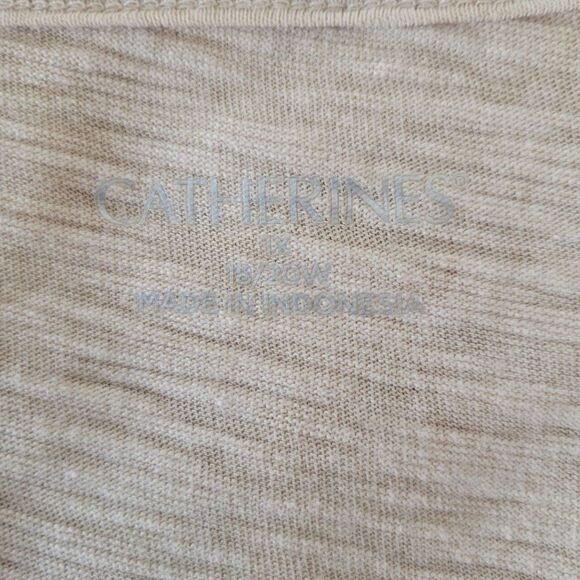 CATHERINES®
1X
18/20W
MADE IN INDONESIA